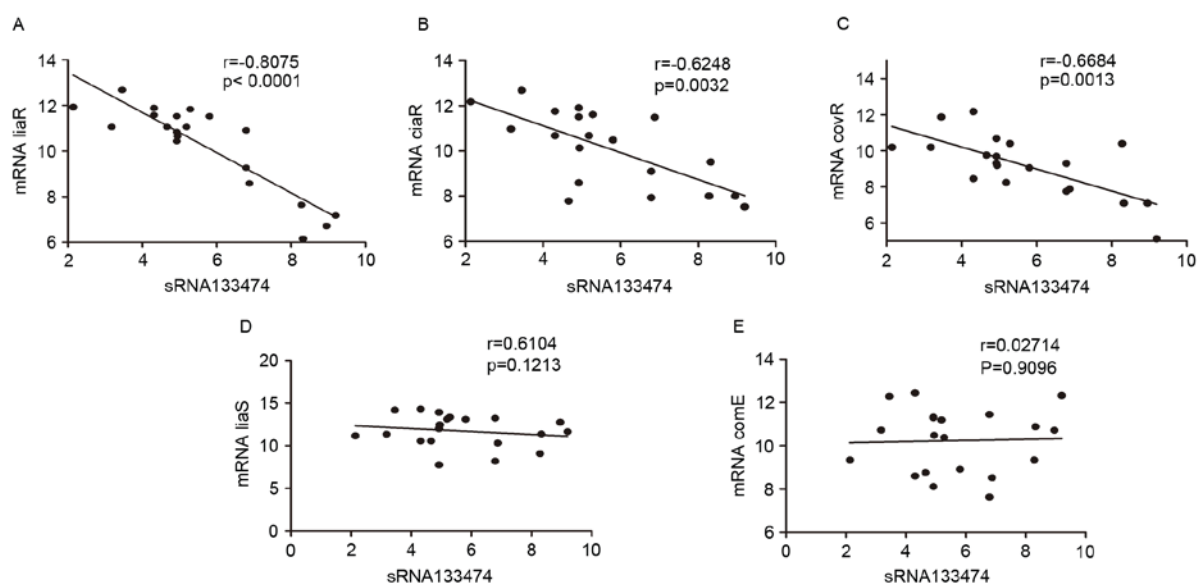 A
r=-0.8075
p< 0.0001
mRNA liaR
14
12
10
8
6
2
4
6
8
10
sRNA133474
B
r=-0.6248
p=0.0032
mRNA ciaR
14
12
10
8
6
2
4
6
8
10
sRNA133474
C
r=-0.6684
p=0.0013
mRNA covR
14
12
10
8
6
2
4
6
8
10
sRNA133474
D
r=0.6104
p=0.1213
mRNA liaS
20
15
10
5
0
0
2
4
6
8
10
sRNA133474
E
r=0.02714
P=0.9096
mRNA comE
14
12
10
8
6
0
2
4
6
8
10
sRNA133474